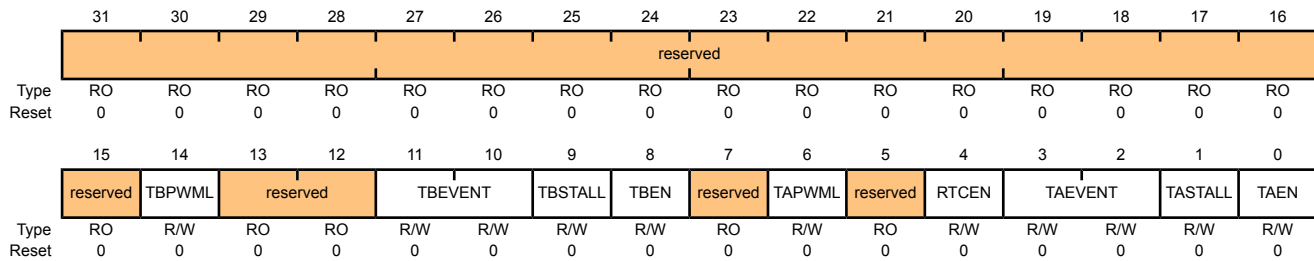 31 30 29 28 27 26 25 24 23 22 21 20 19 18 17 16
reserved
Type RO RO RO RO RO RO RO RO RO RO RO RO RO RO RO RO
Reset 0 0 0 0 0 0 0 0 0 0 0 0 0 0 0 0
15 14 13 12 11 10 9 8 7 6 5 4 3 2 1 0
reserved TBPWML reserved TBEVENT TBSTALL TBEN reserved TAPWML reserved RTCEN TAEVENT TASTALL TAEN
Type RO R/W RO RO R/W R/W R/W R/W RO R/W RO R/W R/W R/W R/W R/W
Reset 0 0 0 0 0 0 0 0 0 0 0 0 0 0 0 0